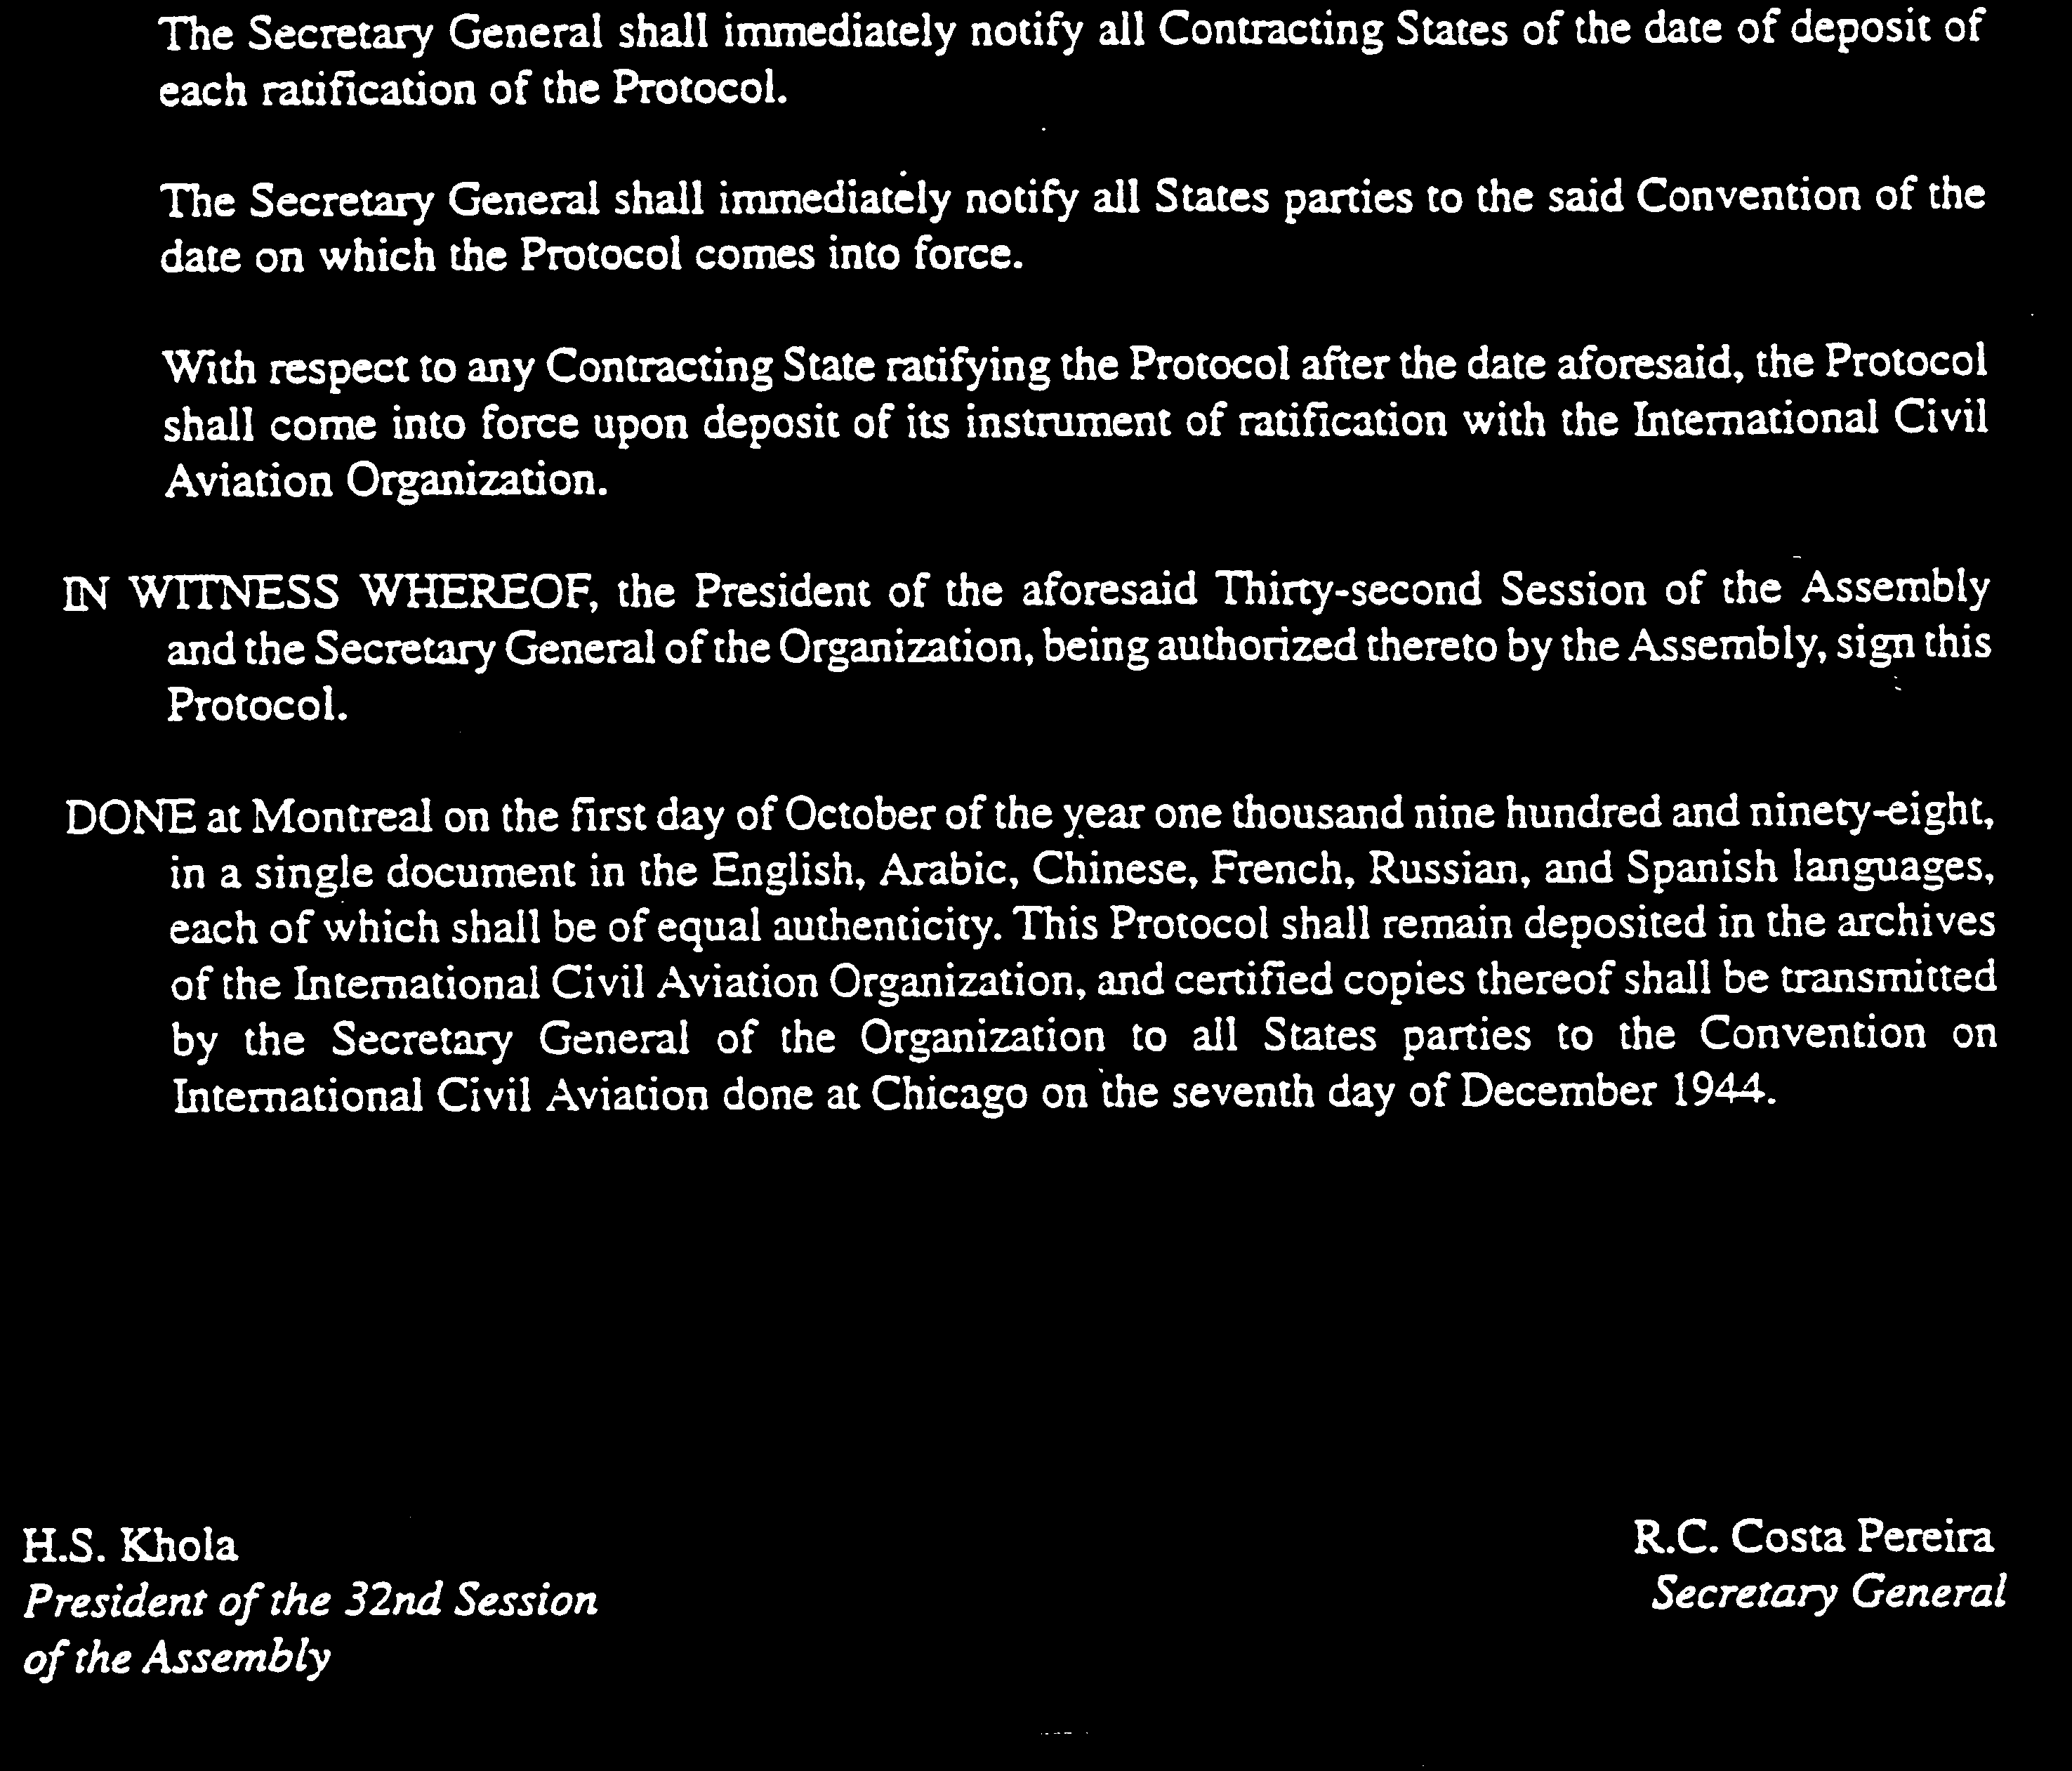 The Secretary General shall immediately notify all Contracting States of the date of deposit of
each ratification of the Protocol.
The Secretary General shall immediately notify all States parties to the said Convention of the
date on which the Protocol comes into force.
With respect to any Contracting State ratifying the Protocol after the date aforesaid, the Protocol
shall come into force upon deposit of its instrument of ratification with the International Civil
Aviation Organization.
IN WITNESS WHEREOF, the President of the aforesaid Thirty-second Session of the Assembly
and the Secretary General of the Organization, being authorized thereto by the Assembly, sign this
Protocol.
DONE at Montreal on the first day of October of the year one thousand nine hundred and ninety-eight,
in a single document in the English, Arabic, Chinese, French, Russian, and Spanish languages,
each of which shall be of equal authenticity. This Protocol shall remain deposited in the archives
of the International Civil Aviation Organization, and certified copies thereof shall be transmitted
by the Secretary General of the Organization to all States parties to the Convention on
International Civil Aviation done at Chicago on the seventh day of December 1944.
H.S. Khola
President of the 32nd Session
of the Assembly
R.C. Costa Pereira
Secretary General